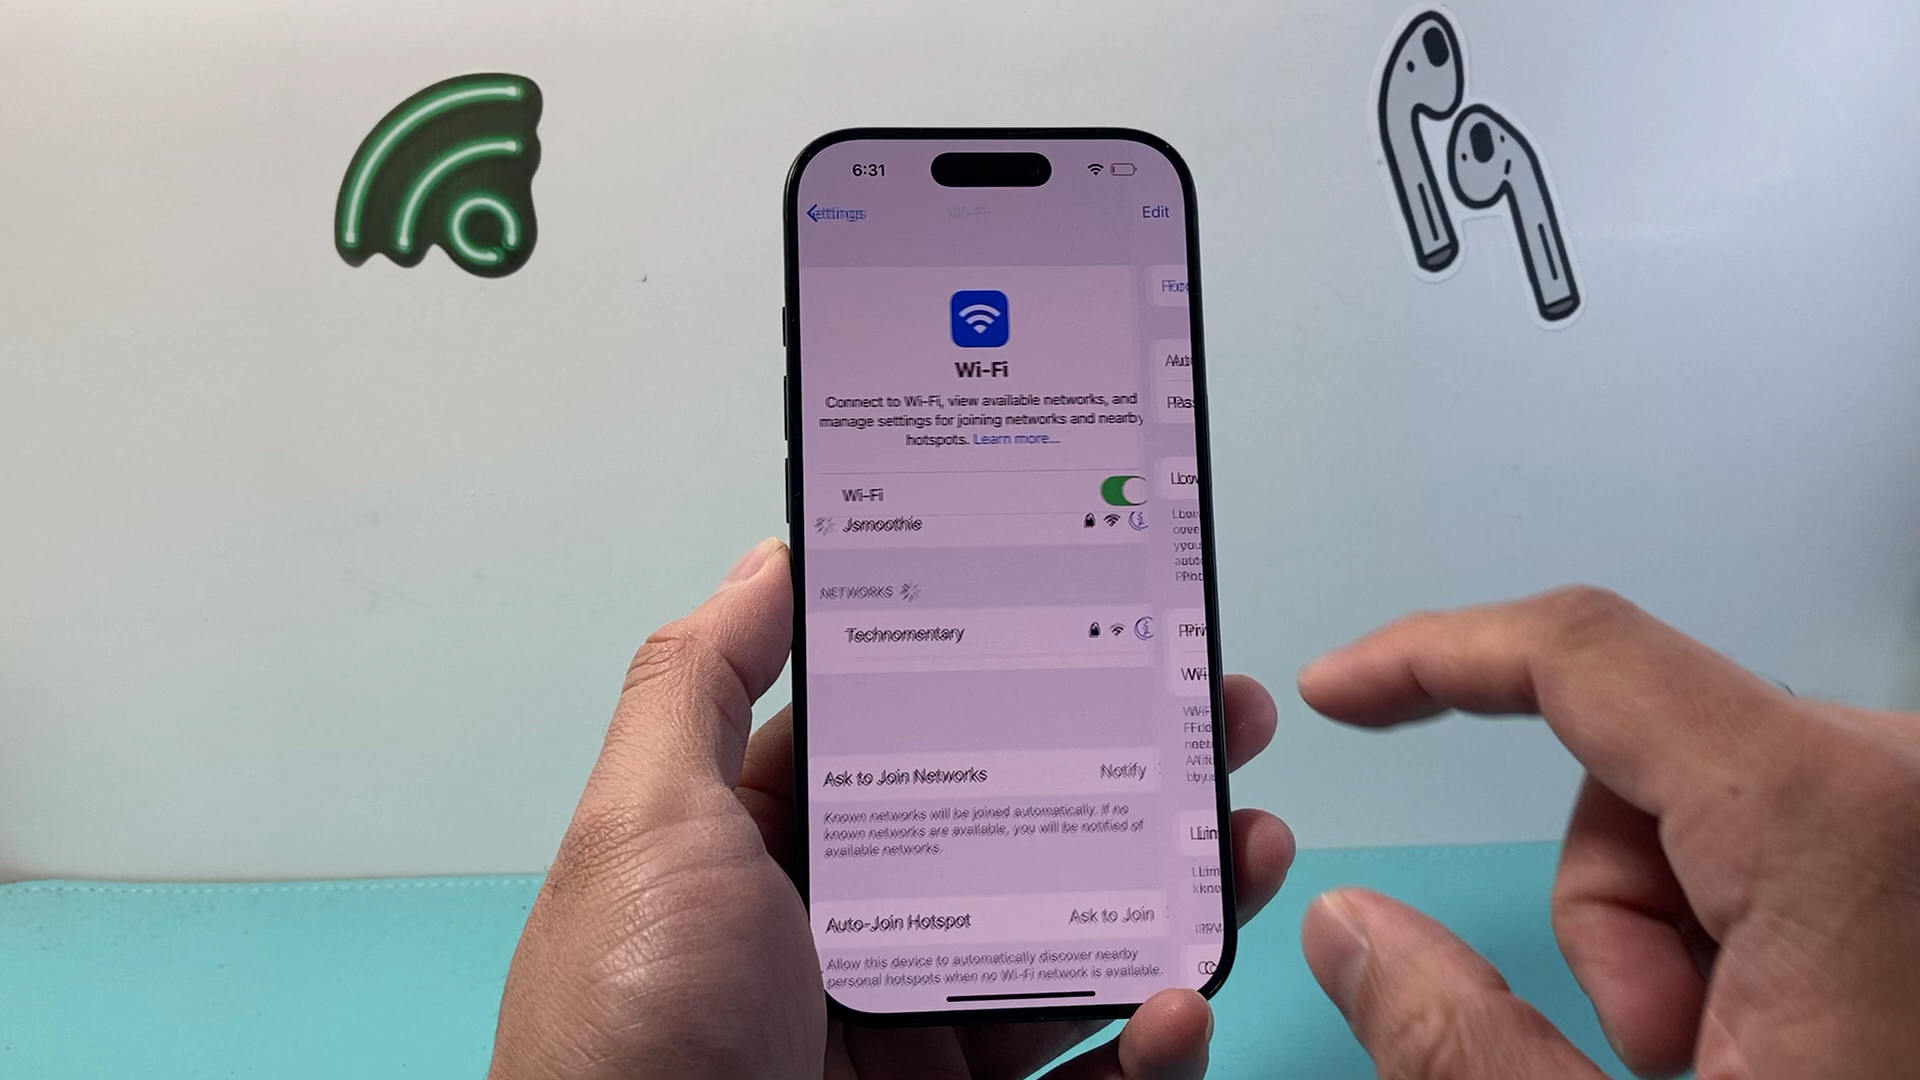 6:31
Settings
Wi-Fi
Edit
Wi-Fi
Connect to Wi-Fi, view available networks, and
manage settings for joining networks and nearby
hotspots. Learn more...
Wi-Fi
Jsmoothie
NETWORKS
Technomentary
Ask to Join Networks
Notify
Known networks will be joined automatically. If no
known networks are available, you will be notified of
available networks.
Auto-Join Hotspot
Ask to Join
Allow this device to automatically discover nearby
personal hotspots when no Wi-Fi network is available.